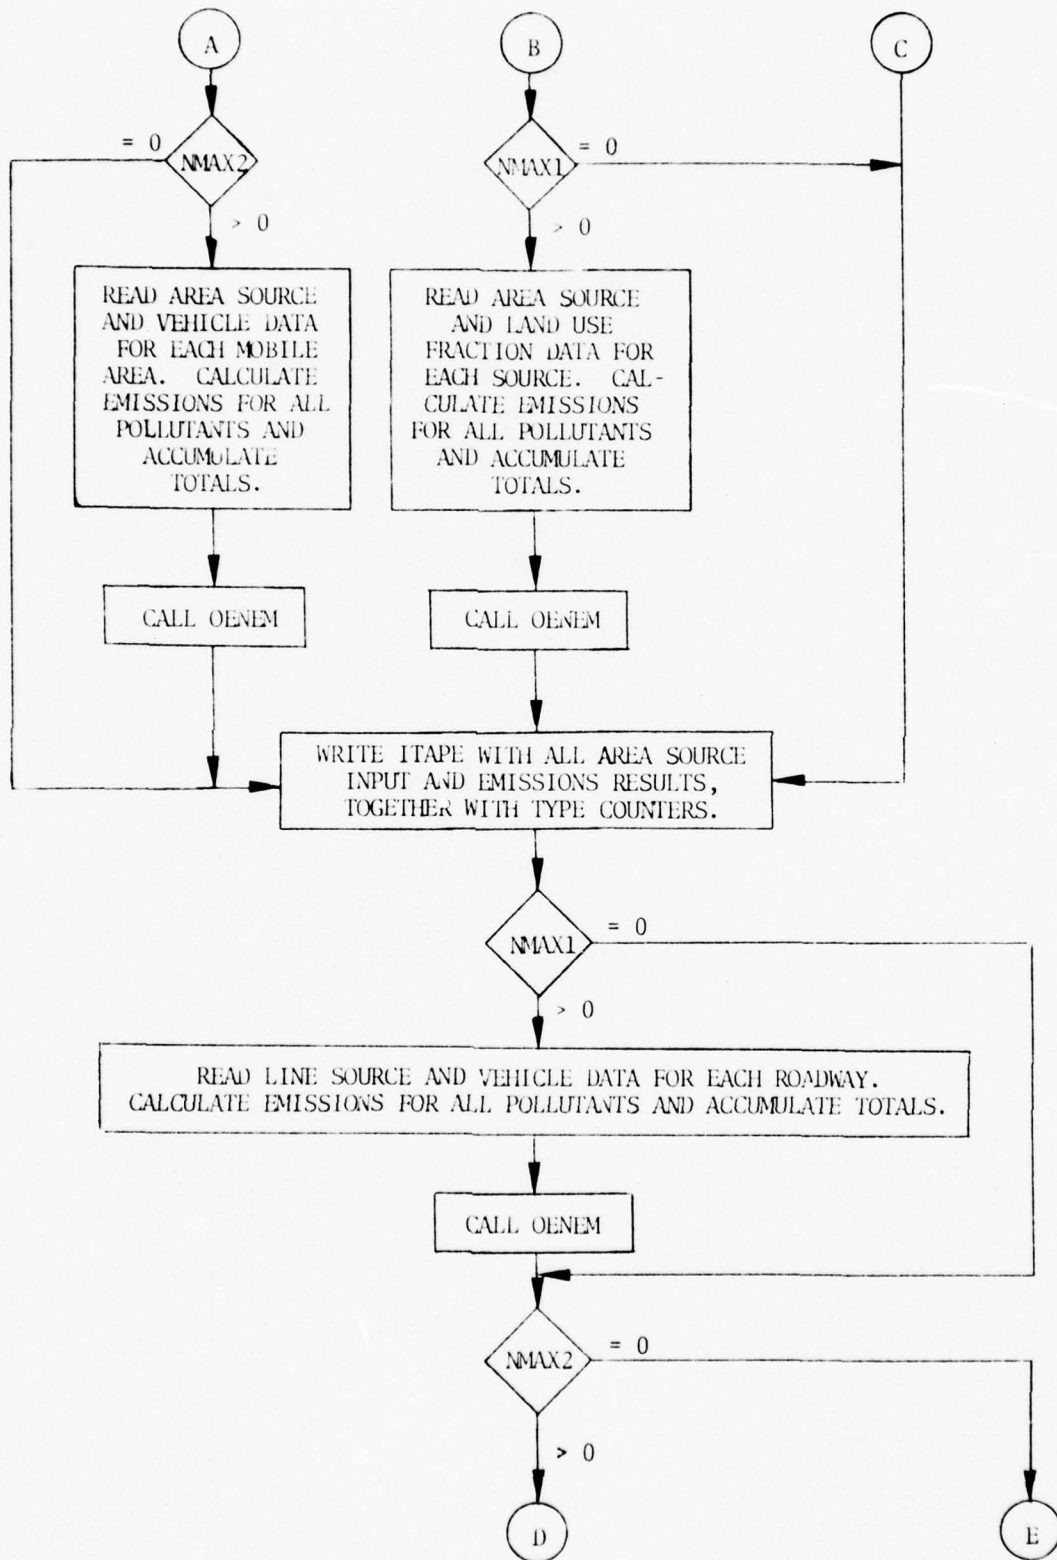 A
B
C
= 0
NMAX2
> 0
= 0
NMAX1
> 0
READ AREA SOURCE
AND VEHICLE DATA
FOR EACH MOBILE
AREA. CALCULATE
EMISSIONS FOR ALL
POLLUTANTS AND
ACCUMULATE
TOTALS.
READ AREA SOURCE
AND LAND USE
FRACTION DATA FOR
EACH SOURCE. CAL-
CULATE EMISSIONS
FOR ALL POLLUTANTS
AND ACCUMULATE
TOTALS.
CALL OENEM
CALL OENEM
WRITE ITAPE WITH ALL AREA SOURCE
INPUT AND EMISSIONS RESULTS,
TOGETHER WITH TYPE COUNTERS.
NMAX1
= 0
> 0
READ LINE SOURCE AND VEHICLE DATA FOR EACH ROADWAY.
CALCULATE EMISSIONS FOR ALL POLLUTANTS AND ACCUMULATE TOTALS.
CALL OENEM
NMAX2
= 0
> 0
D
E